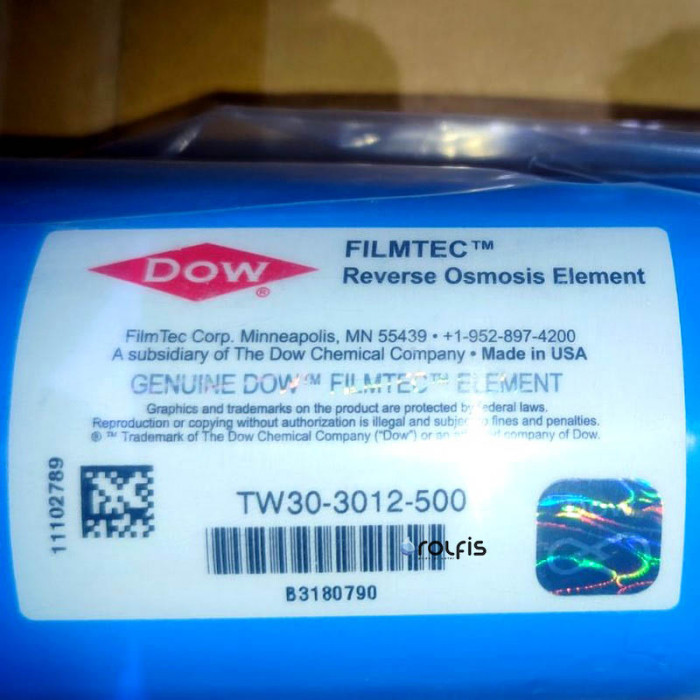 DOW®
FILMTEC™
Reverse Osmosis Element
FilmTec Corp. Minneapolis, MN 55439 • +1-952-897-4200
A subsidiary of The Dow Chemical Company • Made in USA
GENUINE DOW℠ FILMTEC™ ELEMENT
Graphics and trademarks on the product are protected by federal laws.
Reproduction or copying without authorization is illegal and subject to fines and penalties.
® ™ Trademark of The Dow Chemical Company ("Dow") or an company of Dow.
11102789
TW30-3012-500
rolfis
B3180790